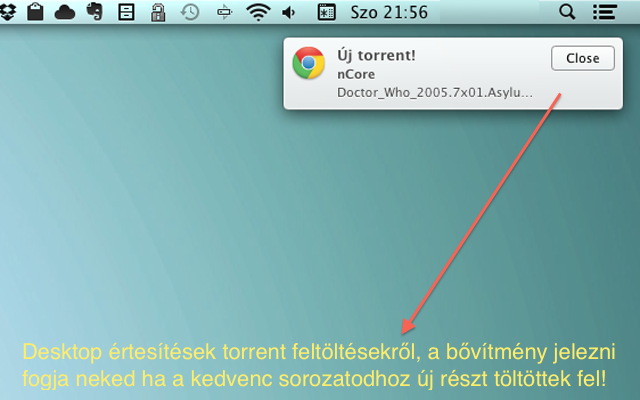 Szo 21:56
Új torrent!
Close
nCore
Doctor_Who_2005.7x01.Asylu...
Desktop értesítések torrent feltöltésekről, a bővítmény jelezni
fogja neked ha a kedvenc sorozatodhoz új részt töltöttek fel!